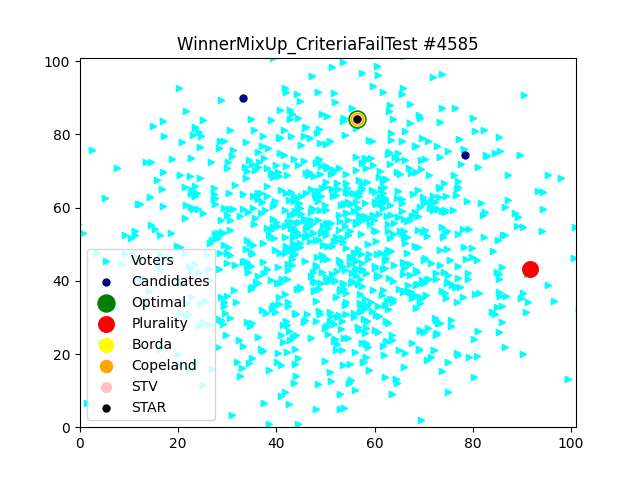 WinnerMixUp_CriteriaFailTest #4585
100
80
60
40
20
0
0
20
40
60
80
100
Voters
Candidates
Optimal
Plurality
Borda
Copeland
STV
STAR